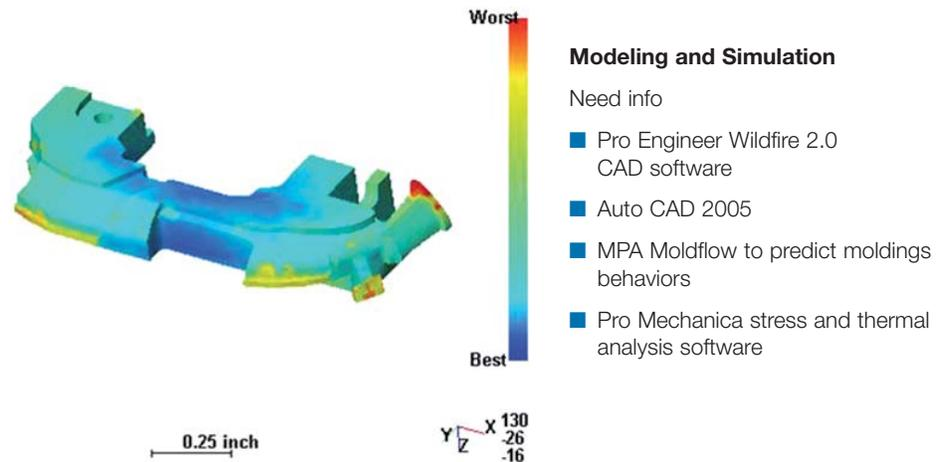 Worst
Best
0.25 inch
Y Z X 130
-26
-16
Modeling and Simulation
Need info
Pro Engineer Wildfire 2.0
CAD software
Auto CAD 2005
MPA Moldflow to predict moldings
behaviors
Pro Mechanica stress and thermal
analysis software